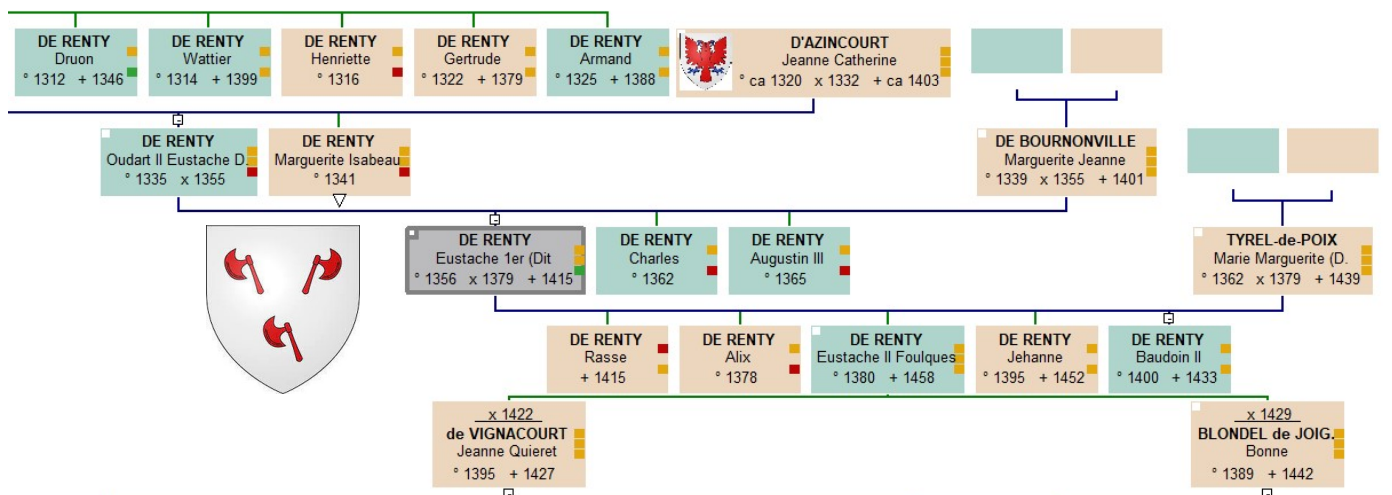 DE RENTY
Druon
° 1312 + 1346
DE RENTY
Wattier
° 1314 + 1399
DE RENTY
Henriette
° 1316
DE RENTY
Gertrude
° 1322 + 1379
DE RENTY
Armand
° 1325 + 1388
D'AZINCOURT
Jeanne Catherine
° ca 1320 x 1332 + ca 1403
DE RENTY
Oudart II Eustache D.
° 1335 x 1355
DE RENTY
Marguerite Isabeau
° 1341
DE BOURNONVILLE
Marguerite Jeanne
° 1339 x 1355 + 1401
DE RENTY
Eustache 1er (Dit
° 1356 x 1379 + 1415
DE RENTY
Charles
° 1362
DE RENTY
Augustin III
° 1365
TYREL-de-POIX
Marie Marguerite (D.
° 1362 x 1379 + 1439
DE RENTY
Rasse
+ 1415
DE RENTY
Alix
° 1378
DE RENTY
Eustache II Foulques
° 1380 + 1458
DE RENTY
Jehanne
° 1395 + 1452
DE RENTY
Baudoin II
° 1400 + 1433
x 1422
de VIGNACOURT
Jeanne Quieret
° 1395 + 1427
x 1429
BLONDEL de JOIG.
Bonne
° 1389 + 1442